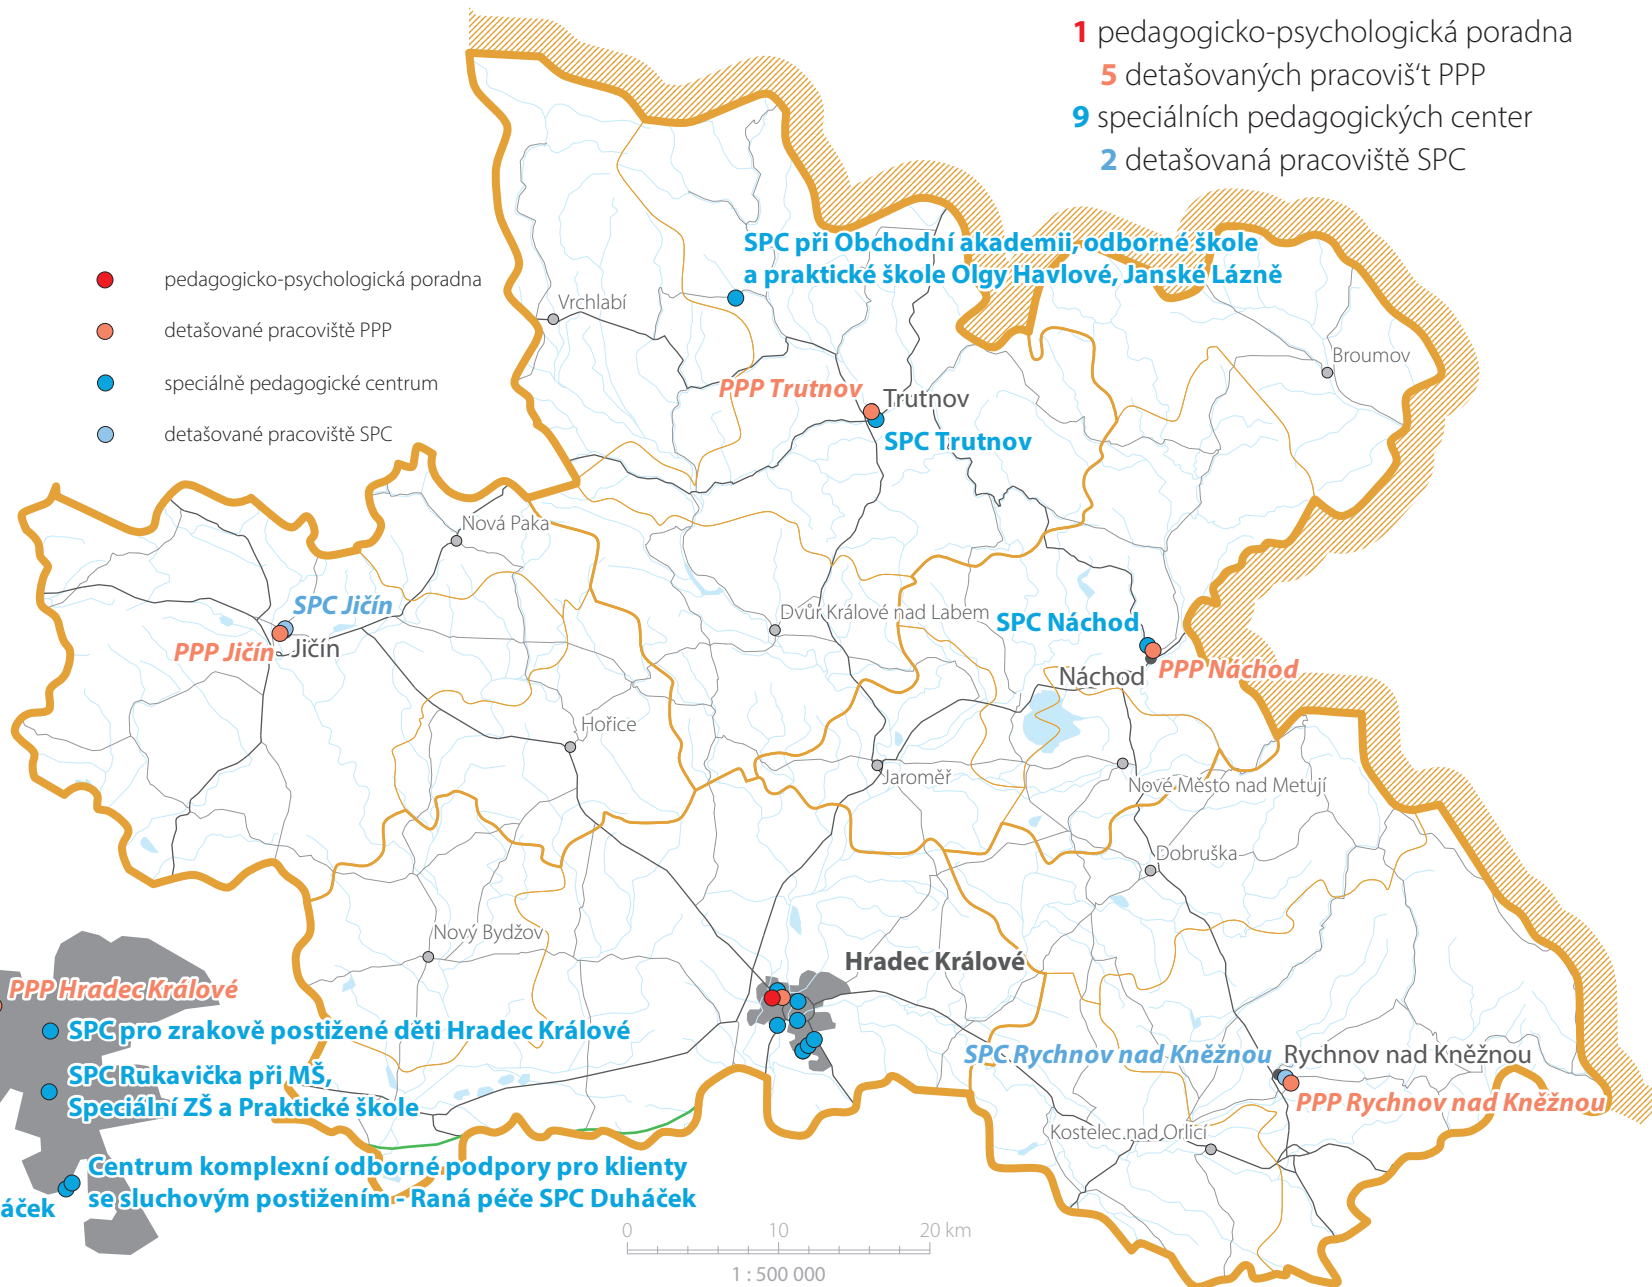 1 pedagogicko-psychologická poradna
5 detašovaných pracoviš‘t PPP
9 speciálních pedagogických center
2 detašovaná pracoviště SPC
pedagogicko-psychologická poradna
detašované pracoviště PPP
speciálně pedagogické centrum
detašované pracoviště SPC
SPC při Obchodní akademii, odborné škole
a praktické škole Olgy Havlové, Janské Lázně
Vrchlabí
Broumov
PPP Trutnov
Trutnov
SPC Trutnov
Nová Paka
SPC Jičín
PPP Jičín
Jičín
Dvůr Králové nad Labem
SPC Náchod
Náchod
PPP Náchod
Hořice
Jaroměř
Nové Město nad Metují
Dobruška
Nový Bydžov
Hradec Králové
PPP Hradec Králové
SPC pro zrakově postižené děti Hradec Králové
SPC Rukavička při MŠ,
Speciální ZŠ a Praktické škole
Centrum komplexní odborné podpory pro klienty
se sluchovým postižením - Raná péče SPC Duháček
áček
SPC Rychnov nad Kněžnou
Rychnov nad Kněžnou
PPP Rychnov nad Kněžnou
Kostelec nad Orlicí
0 10 20 km
1 : 500 000